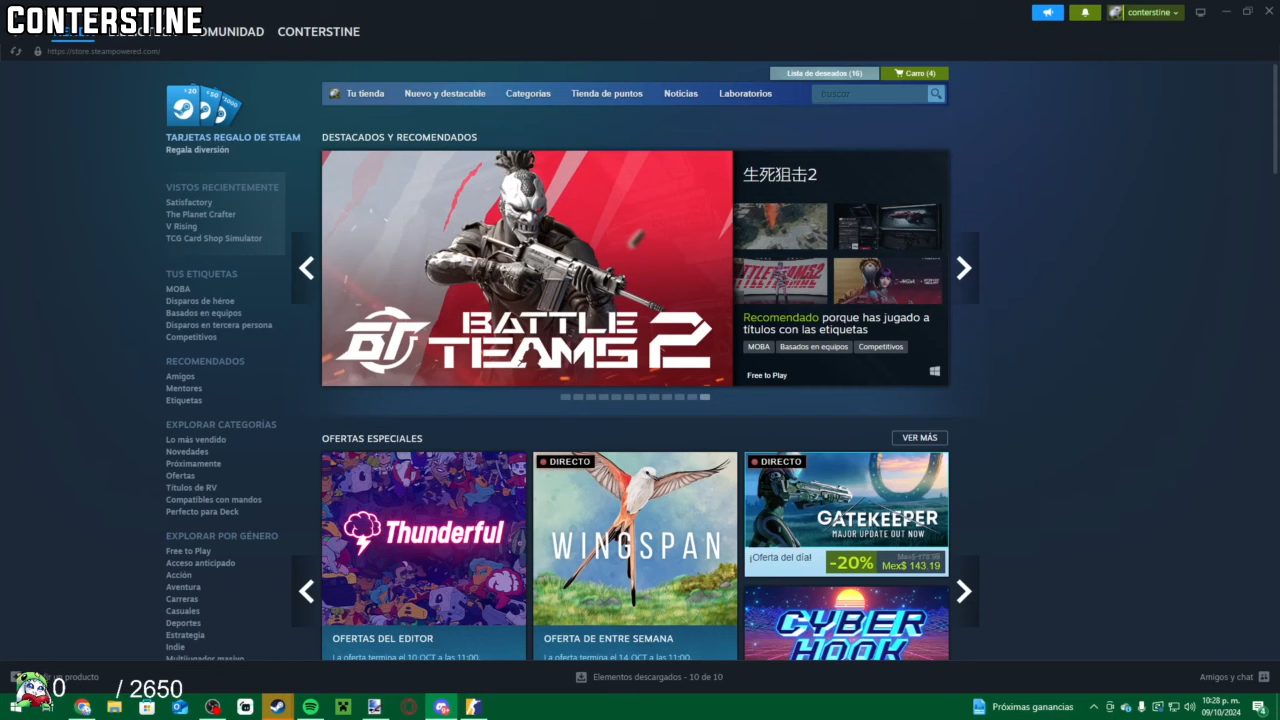 CONTERSTINE
COMUNIDAD
CONTERSTINE
conterstine
https://store.steampowered.com/
Lista de deseados (16)
Carro (4)
Tu tienda
Nuevo y destacable
Categorías
Tienda de puntos
Noticias
Laboratorios
buscar
TARJETAS REGALO DE STEAM
Regala diversión
VISTOS RECIENTEMENTE
Satisfactory
The Planet Crafter
V Rising
TCG Card Shop Simulator
TUS ETIQUETAS
MOBA
Disparos de héroe
Basados en equipos
Disparos en tercera persona
Competitivos
RECOMENDADOS
Amigos
Mentores
Etiquetas
EXPLORAR CATEGORÍAS
Lo más vendido
Novedades
Próximamente
Ofertas
Títulos de RV
Compatibles con mandos
Perfecto para Deck
EXPLORAR POR GÉNERO
Free to Play
Acceso anticipado
Acción
Aventura
Carreras
Casuales
Deportes
Estrategia
Indie
Multijugador masivo
DESTACADOS Y RECOMENDADOS
BATTLE
TEAMS 2
生死狙击2
Recomendado porque has jugado a
títulos con las etiquetas
MOBA
Basados en equipos
Competitivos
Free to Play
OFERTAS ESPECIALES
VER MÁS
Thunderful
OFERTAS DEL EDITOR
La oferta termina el 10 OCT a las 11:00.
DIRECTO
WINGSPAN
OFERTA DE ENTRE SEMANA
La oferta termina el 14 OCT a las 11:00.
DIRECTO
GATEKEEPER
MAJOR UPDATE OUT NOW
¡Oferta del día!
-20%
Mex$ 143.19
CYBER
HOOK
un producto
Elementos descargados - 10 de 10
Amigos y chat
0 / 2650
Próximas ganancias
10:28 p. m.
09/10/2024